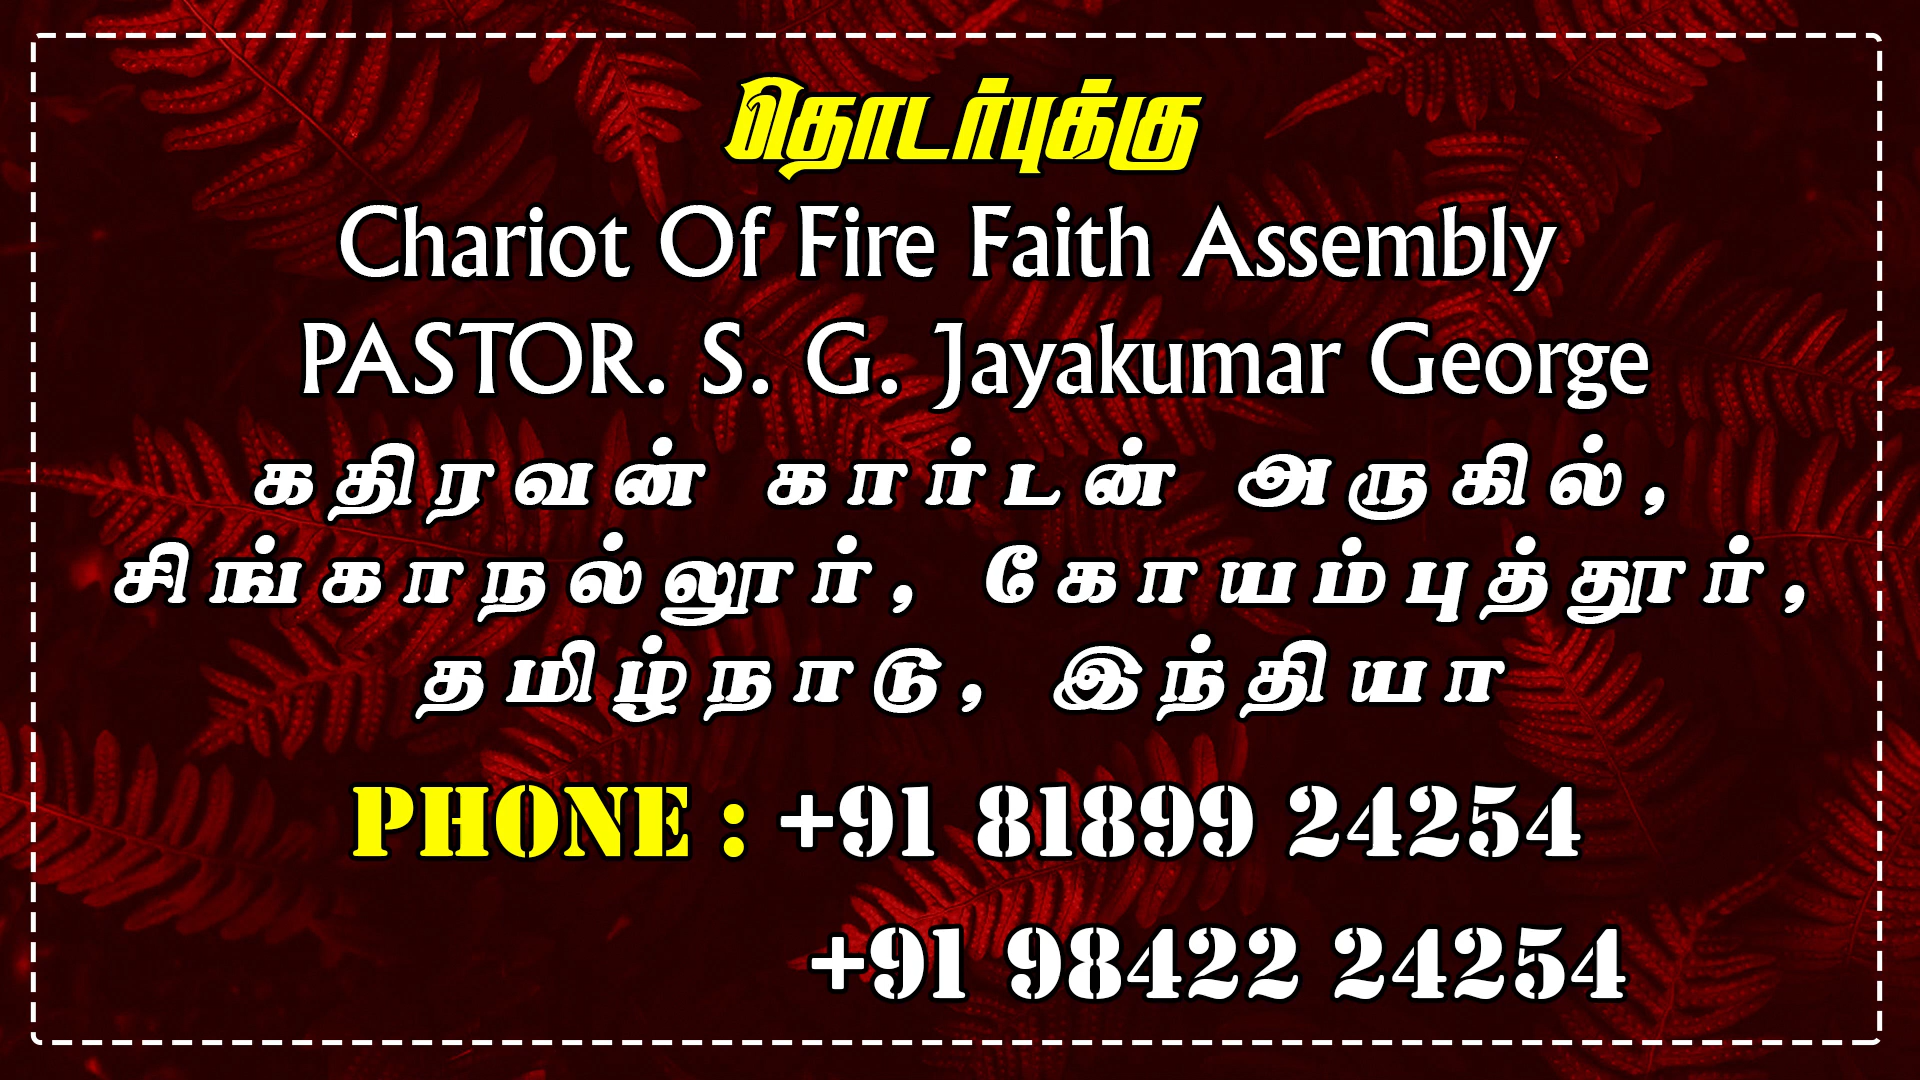 தொடர்புக்கு
Chariot Of Fire Faith Assembly
PASTOR. S. G. Jayakumar George
கதிரவன் கார்டன் அருகில்,
சிங்காநல்லூர், கோயம்புத்தூர்,
தமிழ்நாடு, இந்தியா
PHONE : +91 81899 24254
+91 98422 24254